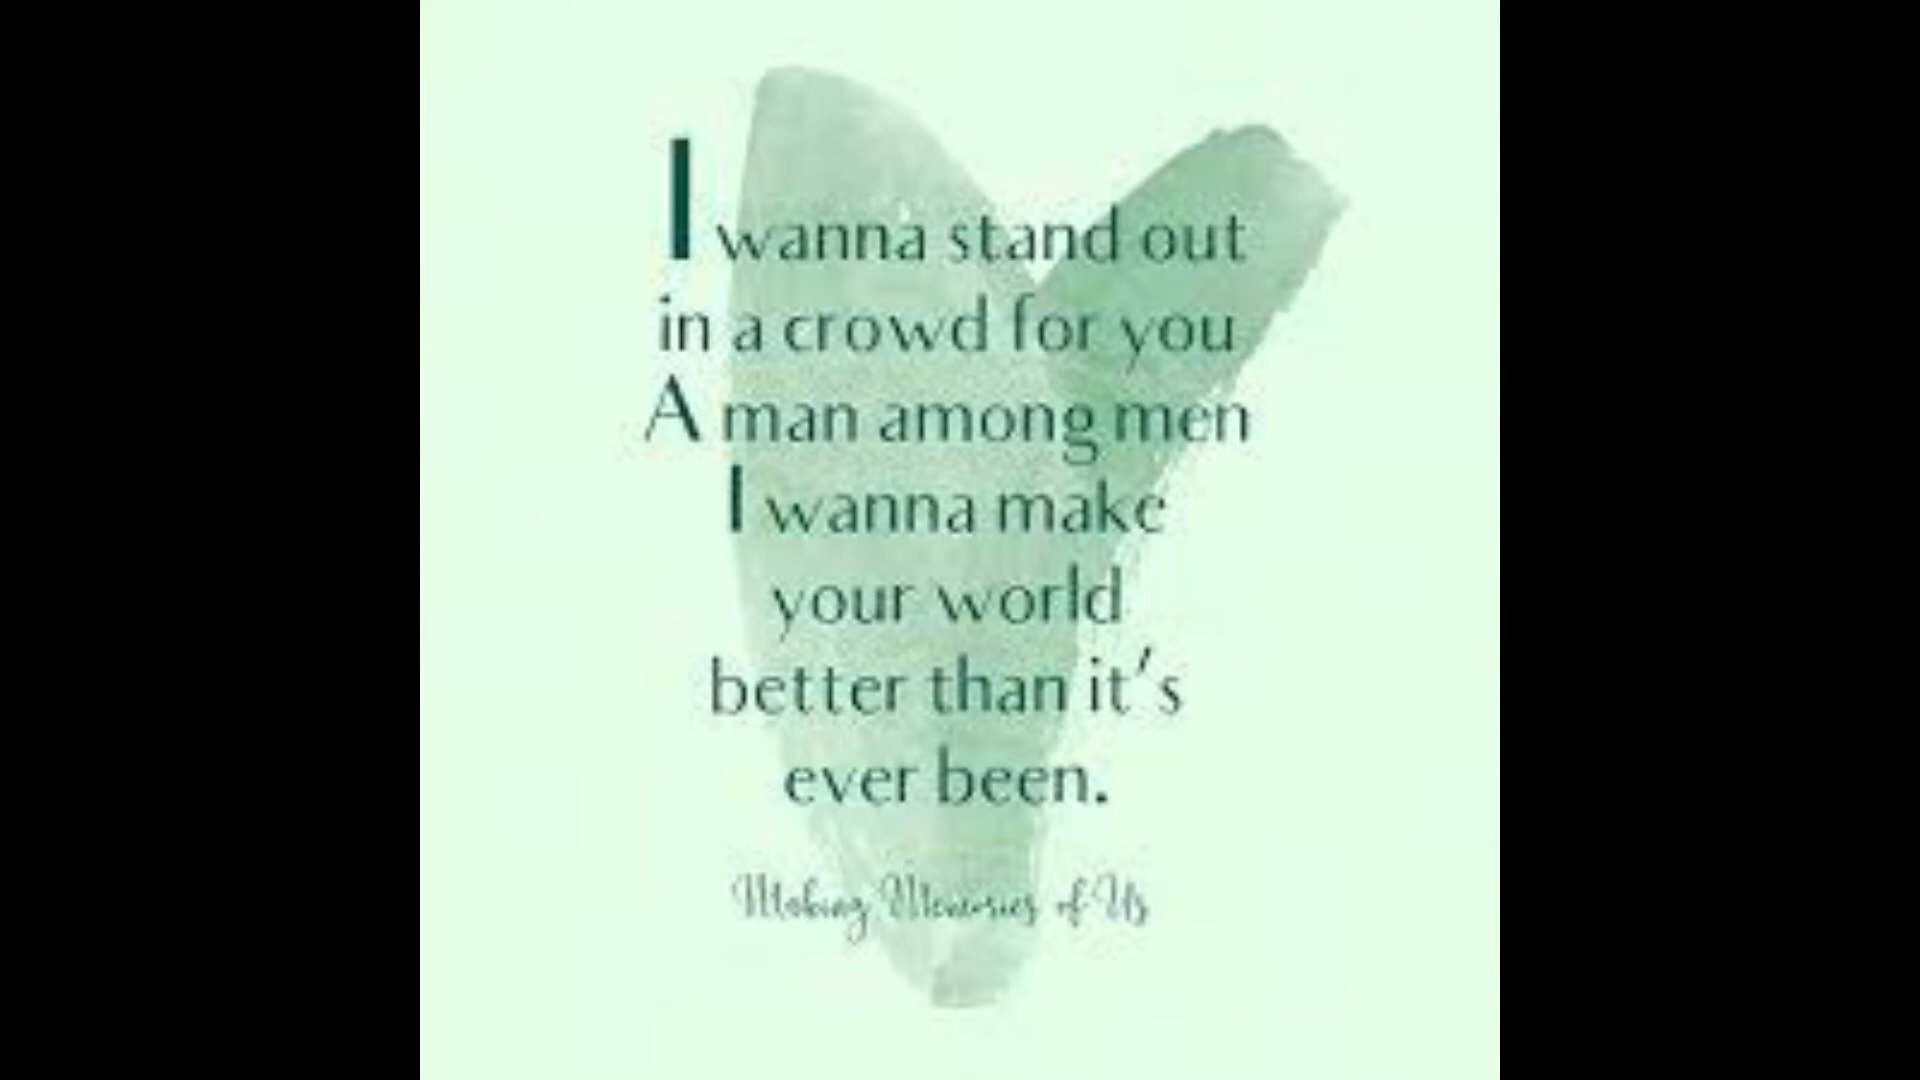 I wanna stand out
in a crowd for you
A man among men
I wanna make
your world
better than it's
ever been.
Making Memories of Us